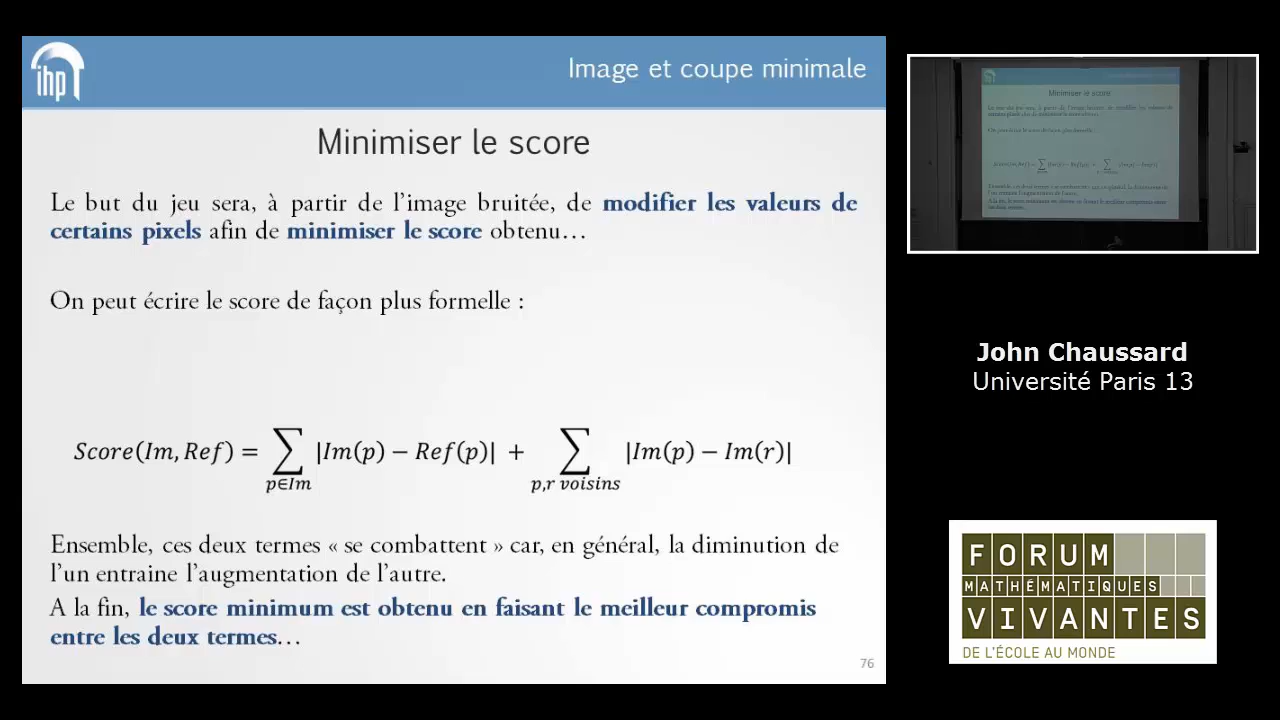 ihp
Image et coupe minimale
Minimiser le score
Le but du jeu sera, à partir de l’image bruitée, de modifier les valeurs de
certains pixels afin de minimiser le score obtenu…
On peut écrire le score de façon plus formelle :
Score(Im, Ref) = ∑ |Im(p) − Ref(p)| + ∑ |Im(p) − Im(r)|
p∈Im p,r voisins
Ensemble, ces deux termes « se combattent » car, en général, la diminution de
l’un entraine l’augmentation de l’autre.
A la fin, le score minimum est obtenu en faisant le meilleur compromis
entre les deux termes…
76
Minimiser le score
John Chaussard
Université Paris 13
FORUM
MATHÉMATIQUES
VIVANTES
DE L’ÉCOLE AU MONDE